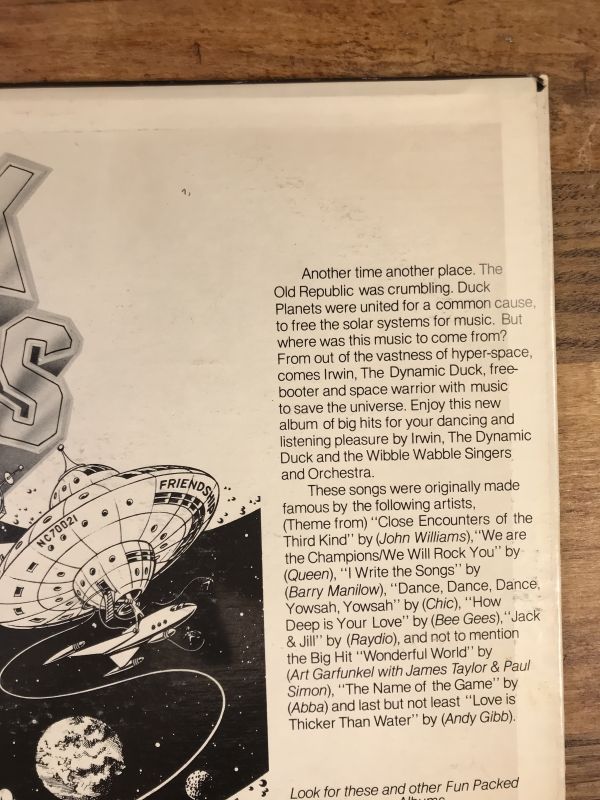 K
S
FRIENDS
NC70021
Another time another place. The
Old Republic was crumbling. Duck
Planets were united for a common cause,
to free the solar systems for music. But
where was this music to come from?
From out of the vastness of hyper-space,
comes Irwin, The Dynamic Duck, free-
booter and space warrior with music
to save the universe. Enjoy this new
album of big hits for your dancing and
listening pleasure by Irwin, The Dynamic
Duck and the Wibble Wabble Singers
and Orchestra.
These songs were originally made
famous by the following artists,
(Theme from) "Close Encounters of the
Third Kind" by (John Williams), "We are
the Champions/We Will Rock You" by
(Queen), "I Write the Songs" by
(Barry Manilow), "Dance, Dance, Dance,
Yowsah, Yowsah" by (Chic), "How
Deep is Your Love" by (Bee Gees), "Jack
& Jill" by (Raydio), and not to mention
the Big Hit "Wonderful World" by
(Art Garfunkel with James Taylor & Paul
Simon), "The Name of the Game" by
(Abba) and last but not least "Love is
Thicker Than Water" by (Andy Gibb).
Look for these and other Fun Packed
Albums